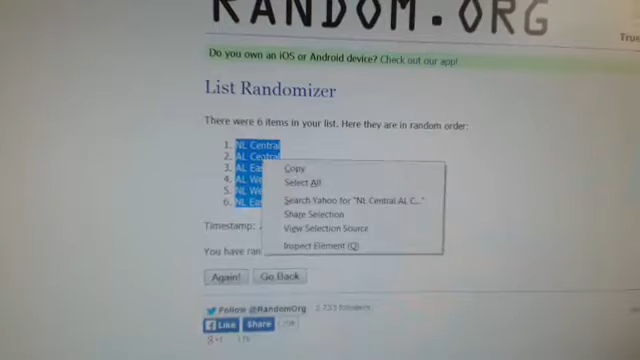 RANDOM.ORG
True
Do you own an iOS or Android device? Check out our app!
List Randomizer
There were 6 items in your list. Here they are in random order:
1. NL Central
2. AL Central
3. AL Eas
4. AL We
5. NL We
6. NL Eas
Copy
Select All
Search Yahoo for "NL Central AL C..."
Share Selection
View Selection Source
Inspect Element (Q)
Timestamp:
You have ran
Again! Go Back
Follow @RandomOrg
followers
Like Share